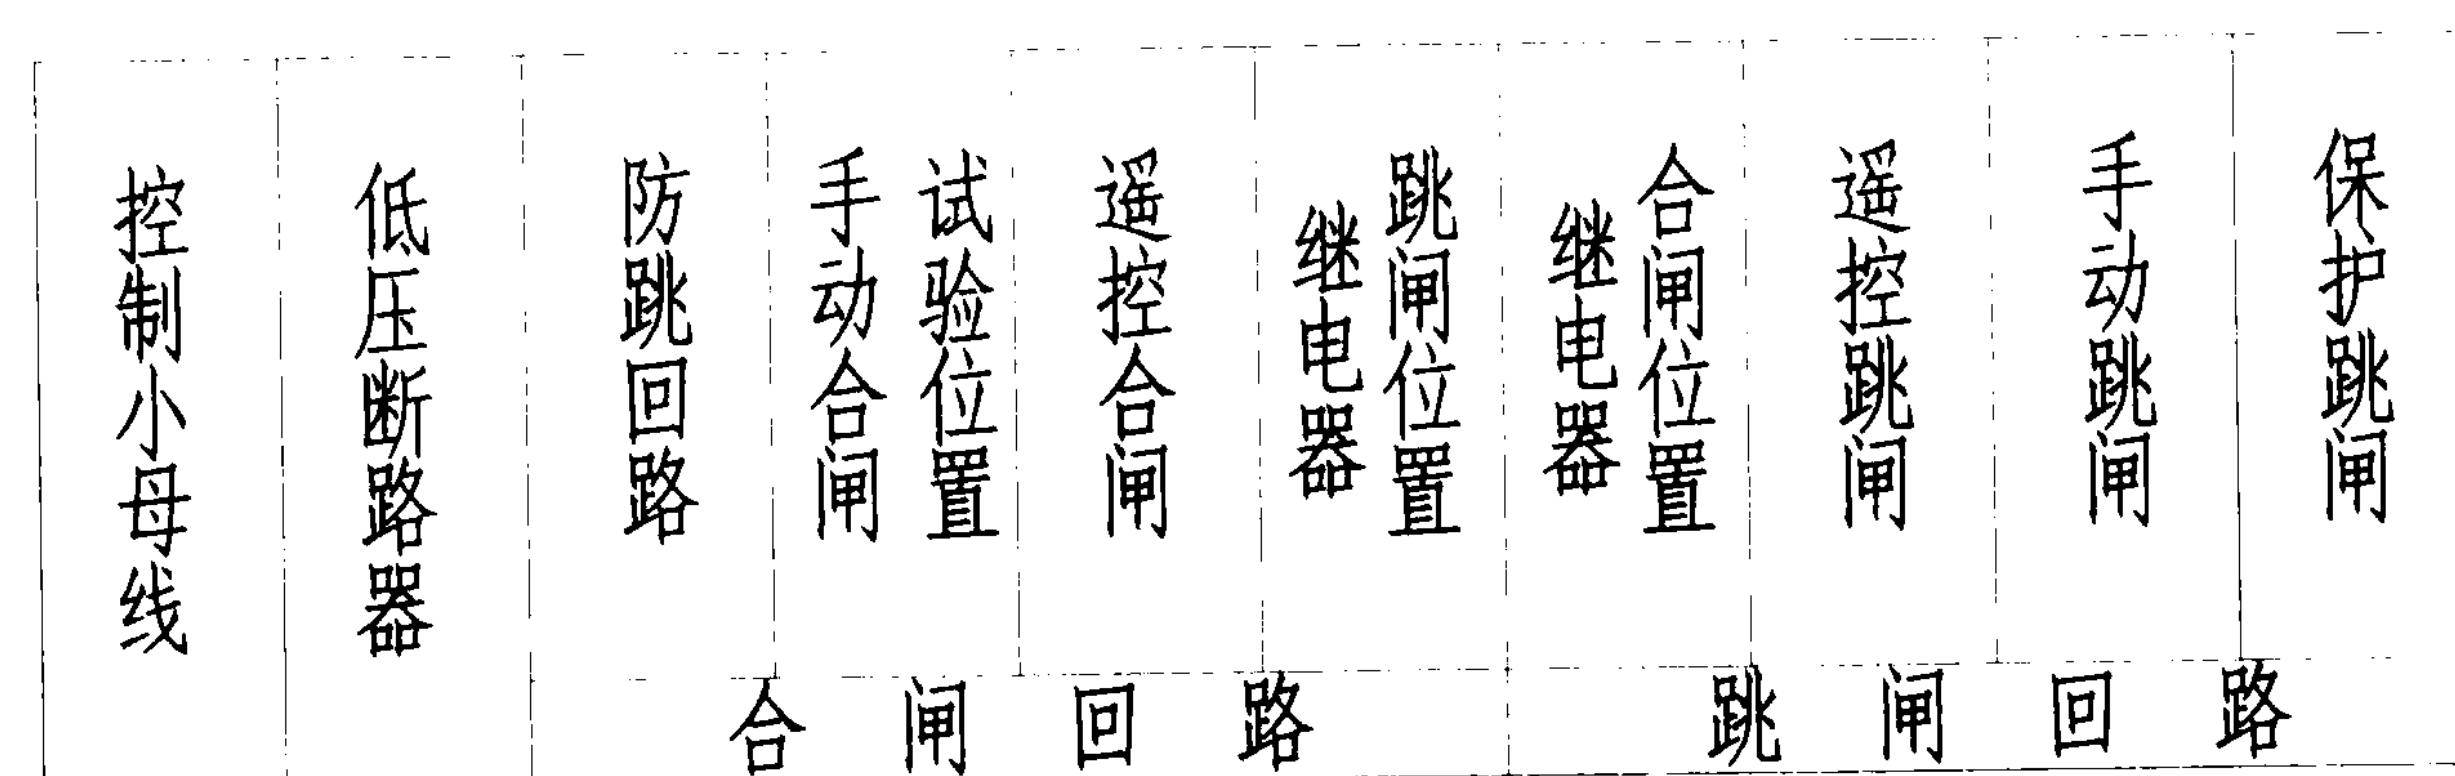 控制小母线
低压断路器
防跳回路
试验位置
手动合闸
遥控合闸
跳闸位置
继电器
合闸位置
继电器
遥控跳闸
手动跳闸
保护跳闸
合闸回路
跳闸回路